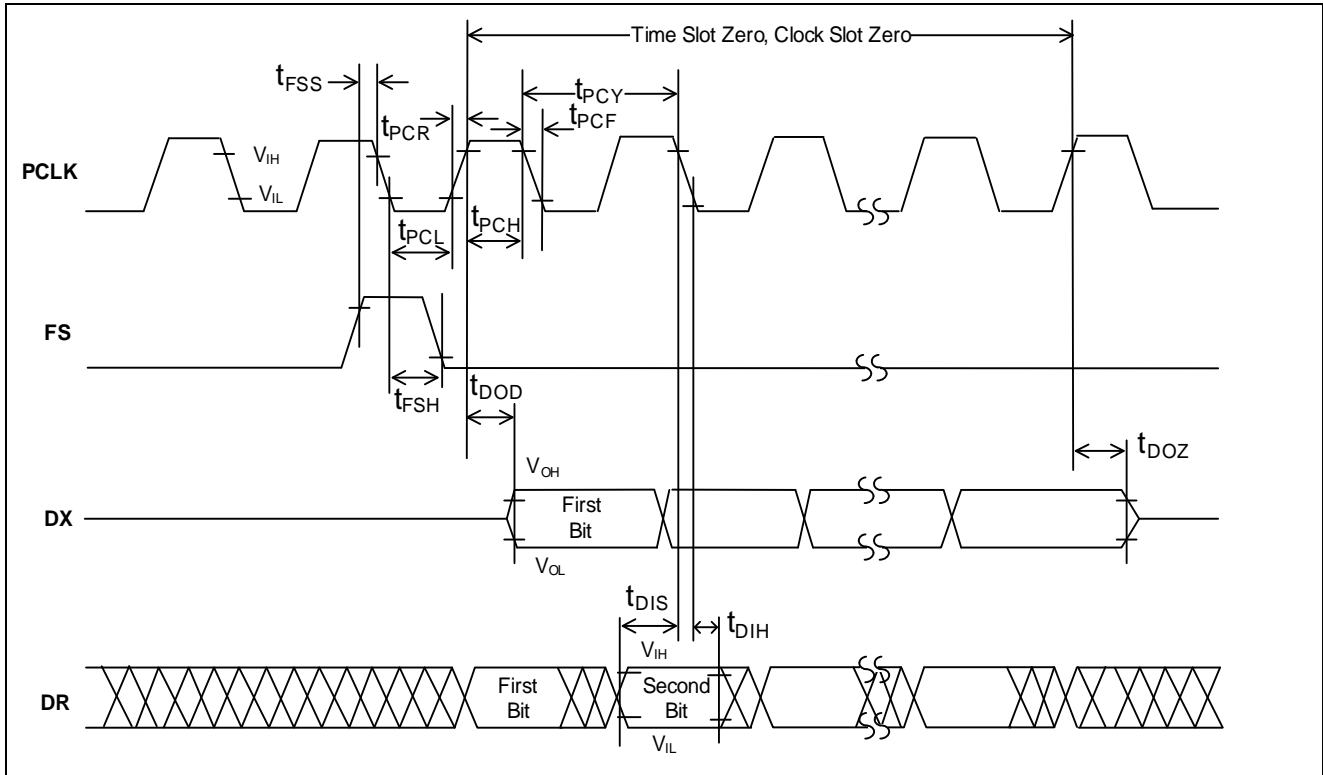 Time Slot Zero, Clock Slot Zero
tFSS
tPCY
tPCR
tPCF
PCLK
VIH
VIL
tPCL
tPCH
FS
tFSH
tDOD
tDOZ
VOH
DX
First
Bit
VOL
tDIS
tDIH
VIH
DR
First
Bit
Second
Bit
VIL